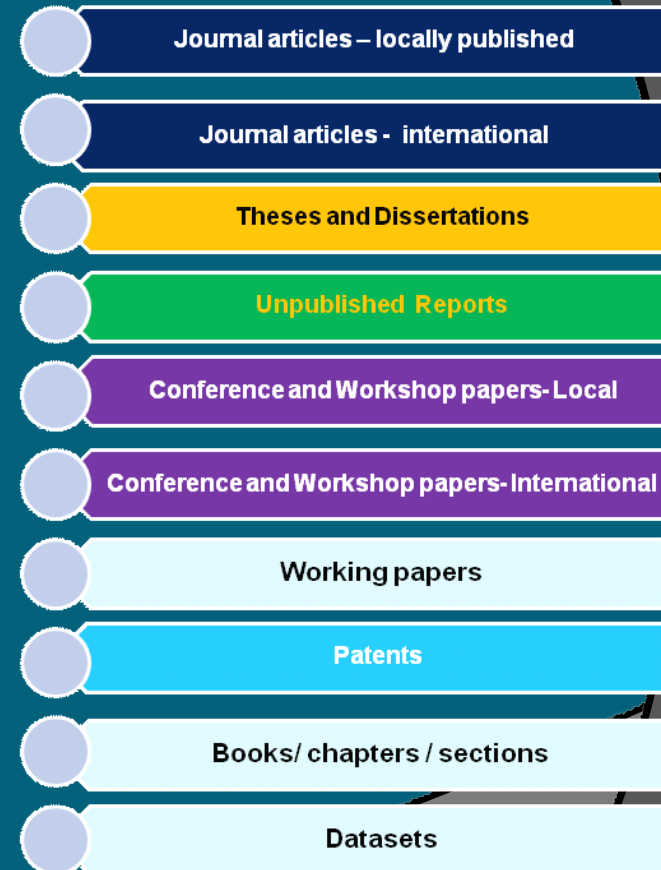 Journal articles – locally published
Journal articles - international
Theses and Dissertations
Unpublished Reports
Conference and Workshop papers- Local
Conference and Workshop papers- International
Working papers
Patents
Books/ chapters / sections
Datasets